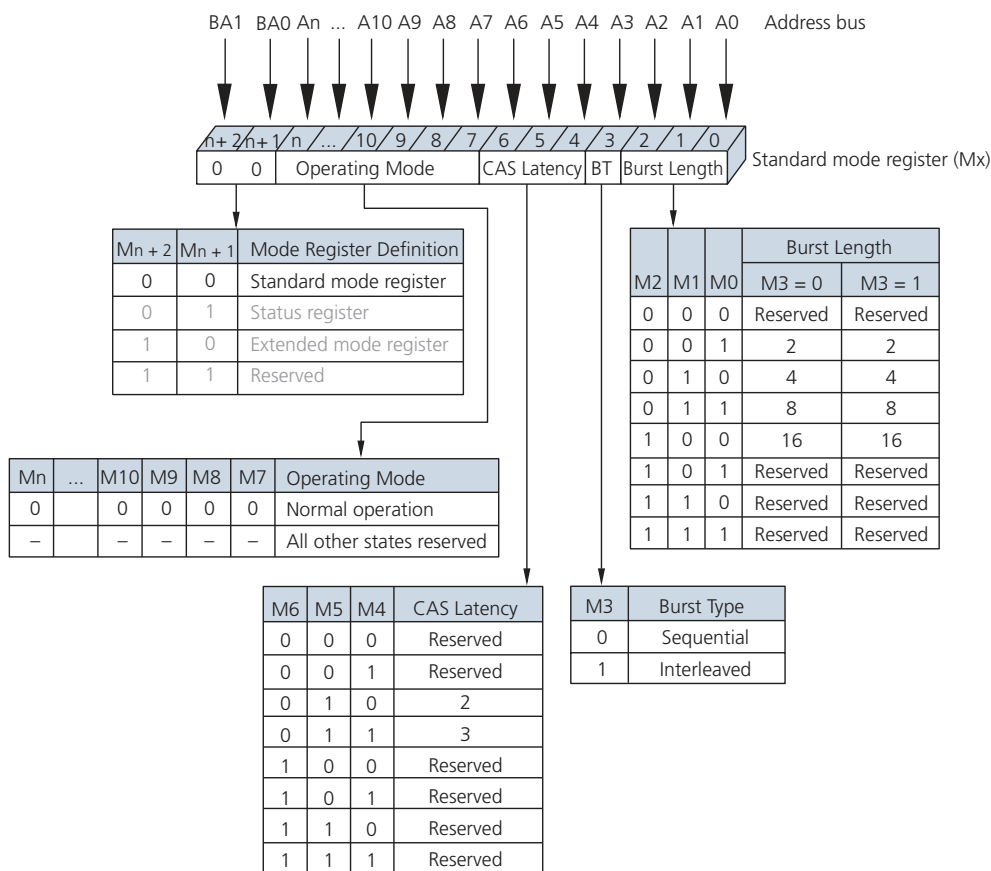 BA1 BA0 An ... A10 A9 A8 A7 A6 A5 A4 A3 A2 A1 A0 Address bus
n+ 2 n+ 1 n ... 10 9 8 7 6 5 4 3 2 1 0
0 0 Operating Mode CAS Latency BT Burst Length
Standard mode register (Mx)
Mn + 2 Mn + 1 Mode Register Definition
0 0 Standard mode register
0 1 Status register
1 0 Extended mode register
1 1 Reserved
Burst Length
M2 M1 M0 M3 = 0 M3 = 1
0 0 0 Reserved Reserved
0 0 1 2 2
0 1 0 4 4
0 1 1 8 8
1 0 0 16 16
1 0 1 Reserved Reserved
1 1 0 Reserved Reserved
1 1 1 Reserved Reserved
Mn ... M10 M9 M8 M7 Operating Mode
0 0 0 0 0 Normal operation
– – – – – All other states reserved
M6 M5 M4 CAS Latency
0 0 0 Reserved
0 0 1 Reserved
0 1 0 2
0 1 1 3
1 0 0 Reserved
1 0 1 Reserved
1 1 0 Reserved
1 1 1 Reserved
M3 Burst Type
0 Sequential
1 Interleaved